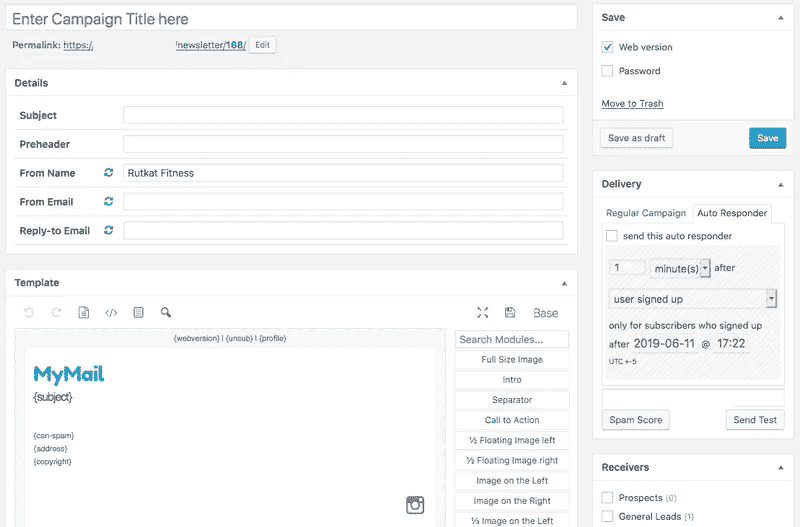 Enter Campaign Title here
Permalink: https:/ /newsletter/168/ Edit
Details
Subject
Preheader
From Name Rutkat Fitness
From Email
Reply-to Email
Template
Base
{webversion} | {unsub} | {profile}
MyMail
{subject}
{can-spam}
{address}
{copyright}
Search Modules...
Full Size Image
Intro
Separator
Call to Action
½ Floating Image left
½ Floating Image right
Image on the Left
Image on the Right
⅓ Image on the Left
Save
Web version
Password
Move to Trash
Save as draft Save
Delivery
Regular Campaign Auto Responder
send this auto responder
1 minute(s) after
user signed up
only for subscribers who signed up
after 2019-06-11 @ 17:22
UTC +-5
Spam Score Send Test
Receivers
Prospects (0)
General Leads (1)